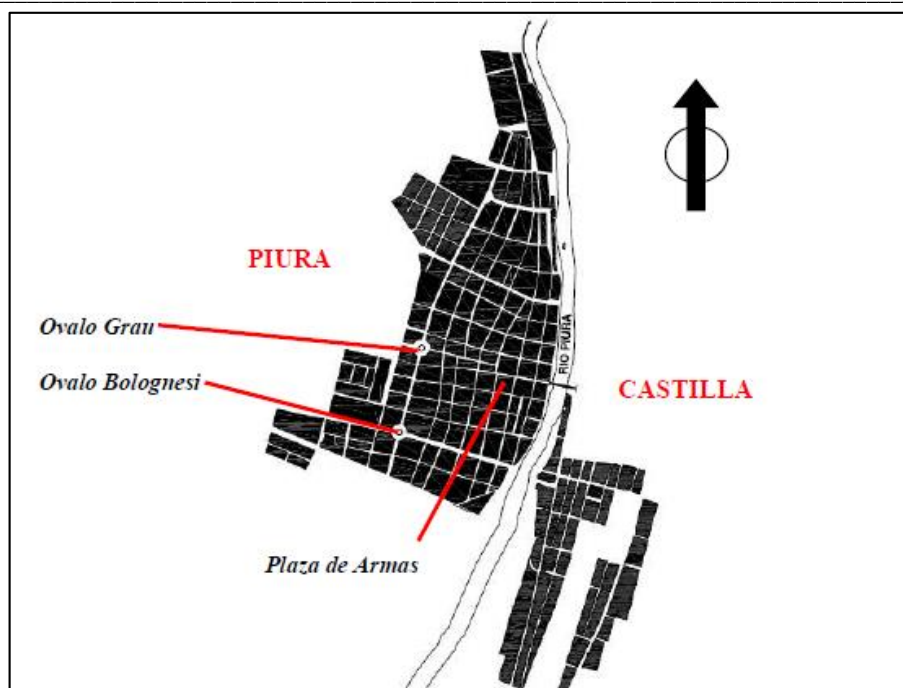 PIURA
Ovalo Grau
RIO PIURA
Ovalo Bolognesi
CASTILLA
Plaza de Armas